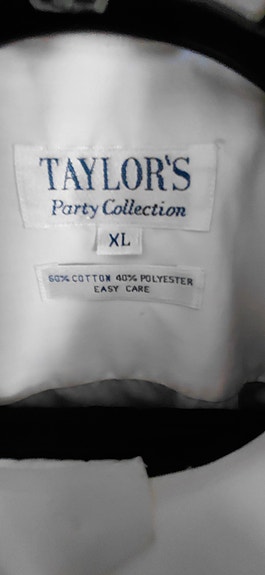 TAYLOR'S
Party Collection
XL
60% COTTON 40% POLYESTER
EASY CARE